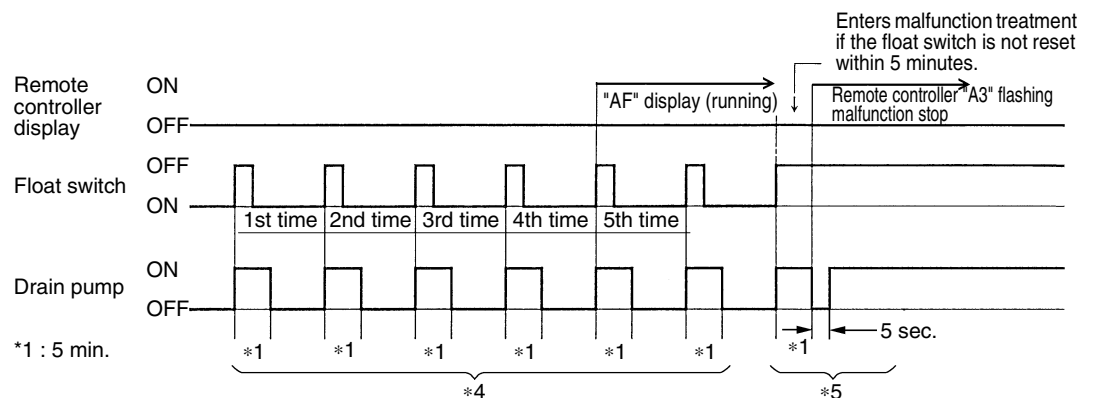 Enters malfunction treatment
if the float switch is not reset
within 5 minutes.
Remote
controller
display
ON
OFF
"AF" display (running)
Remote controller "A3" flashing
malfunction stop
Float switch
OFF
ON
1st time 2nd time 3rd time 4th time 5th time
Drain pump
ON
OFF
5 sec.
*1 : 5 min.
*1 *1 *1 *1 *1 *1 *1
*4 *5